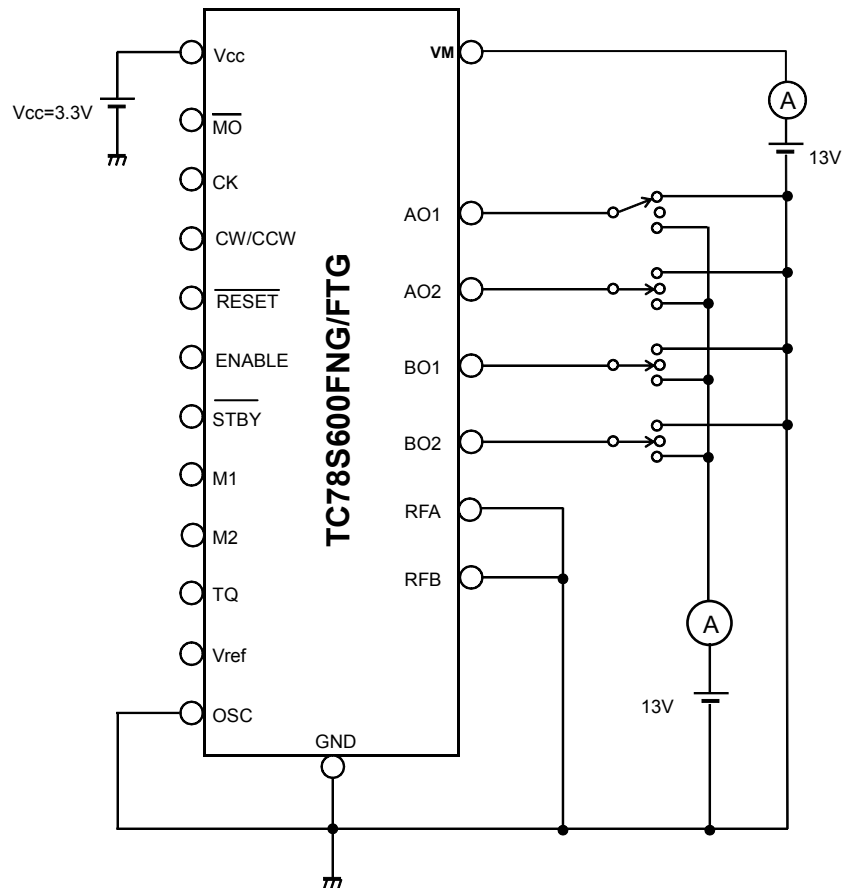 Vcc
VM
Vcc=3.3V
A
MO
13V
CK
AO1
CW/CCW
TC78S600FNG/FTG
AO2
RESET
BO1
ENABLE
STBY
BO2
M1
RFA
M2
RFB
TQ
A
Vref
13V
OSC
GND